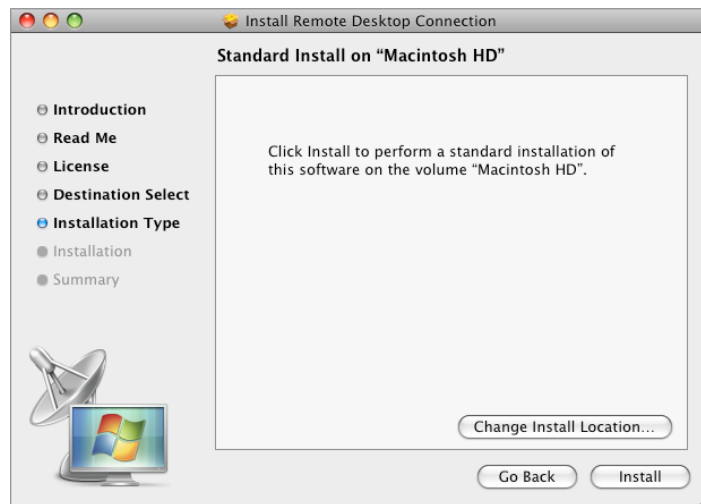 Install Remote Desktop Connection
Standard Install on “Macintosh HD”
Introduction
Read Me
License
Destination Select
Installation Type
Installation
Summary
Click Install to perform a standard installation of
this software on the volume “Macintosh HD”.
Change Install Location...
Go Back
Install